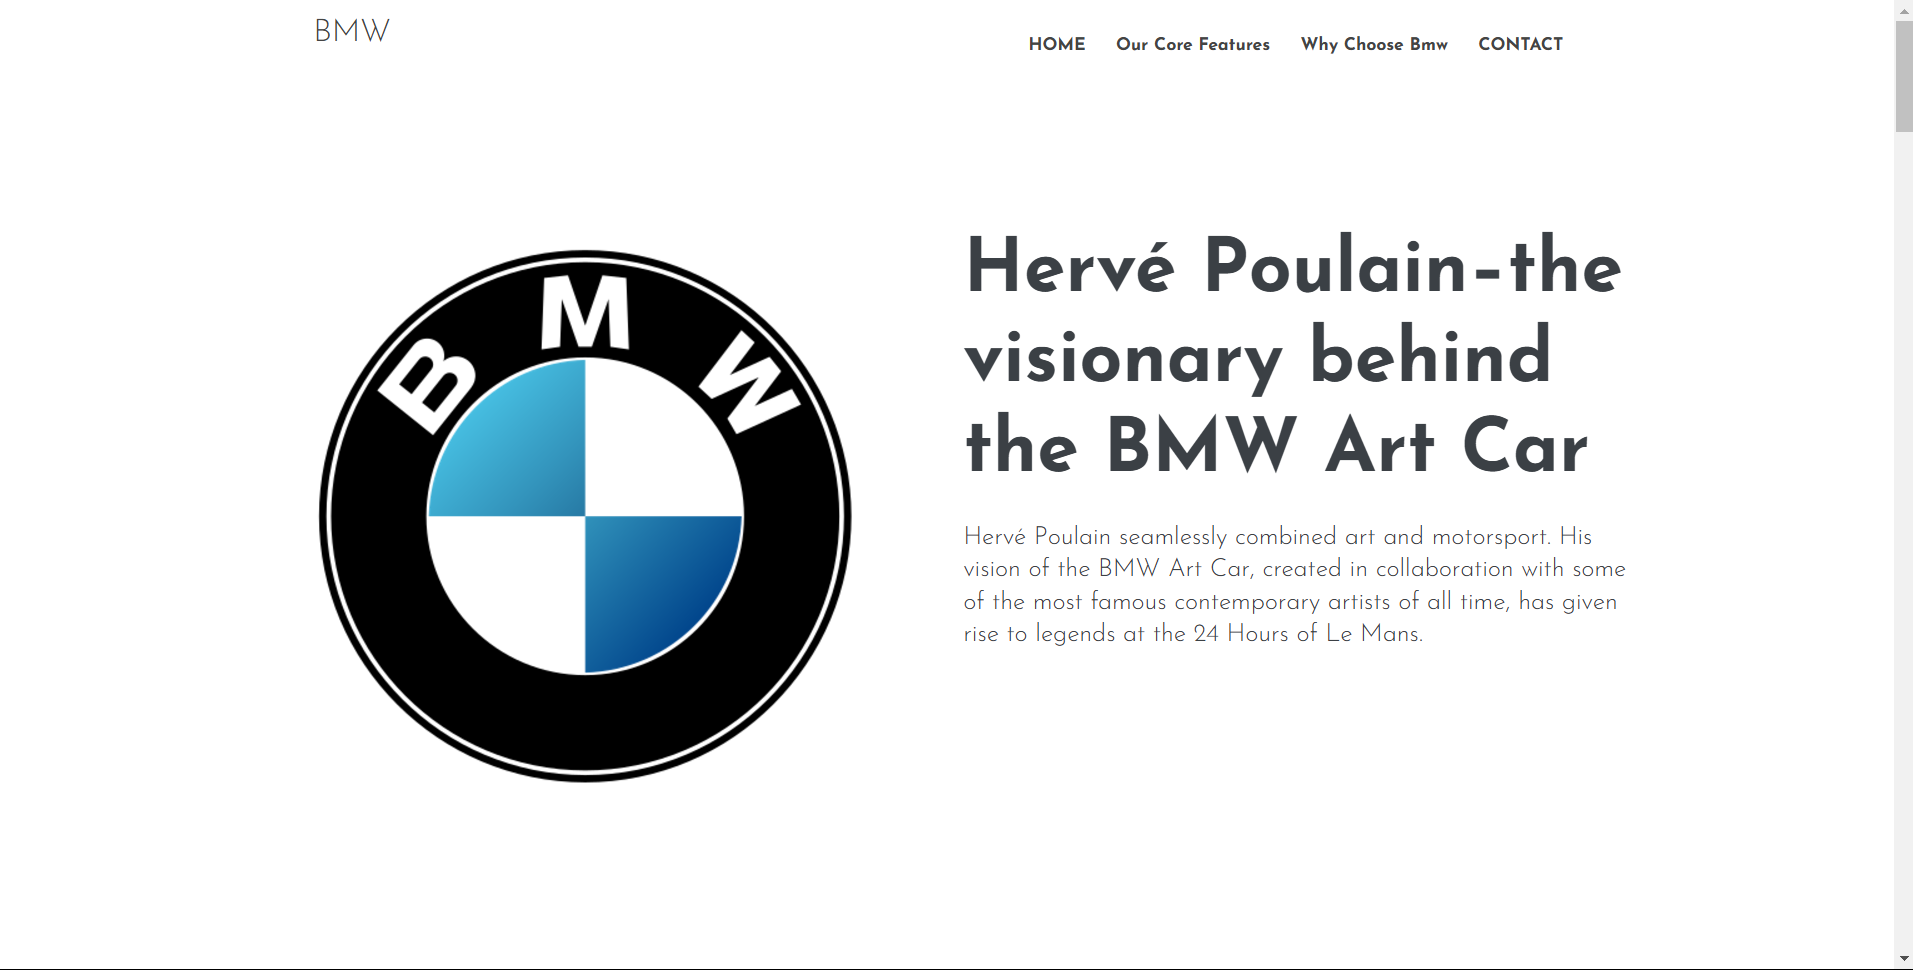 BMW
HOME Our Core Features Why Choose Bmw CONTACT
B M W
Hervé Poulain–the
visionary behind
the BMW Art Car
Hervé Poulain seamlessly combined art and motorsport. His
vision of the BMW Art Car, created in collaboration with some
of the most famous contemporary artists of all time, has given
rise to legends at the 24 Hours of Le Mans.